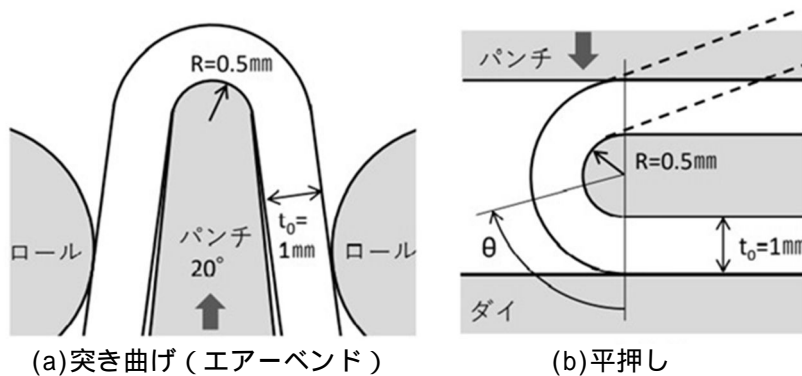 R=0.5㎜
パンチ
20°
t₀=
1㎜
ロール
ロール
(a)突き曲げ(エアーベンド)
パンチ
R=0.5㎜
θ
t₀=1㎜
ダイ
(b)平押し